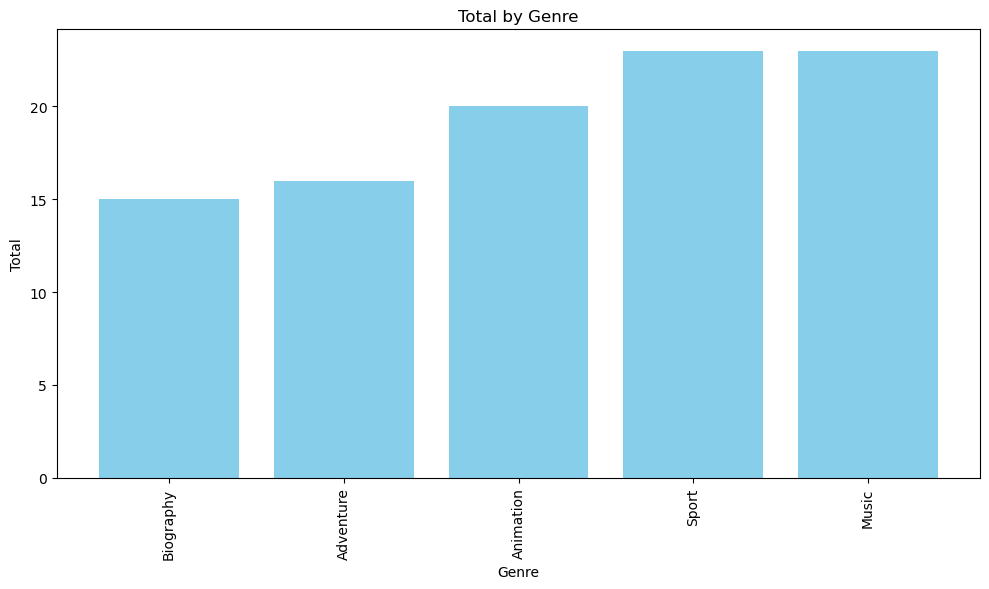 Total by Genre
Total
20
15
10
5
0
Biography
Adventure
Animation
Sport
Music
Genre